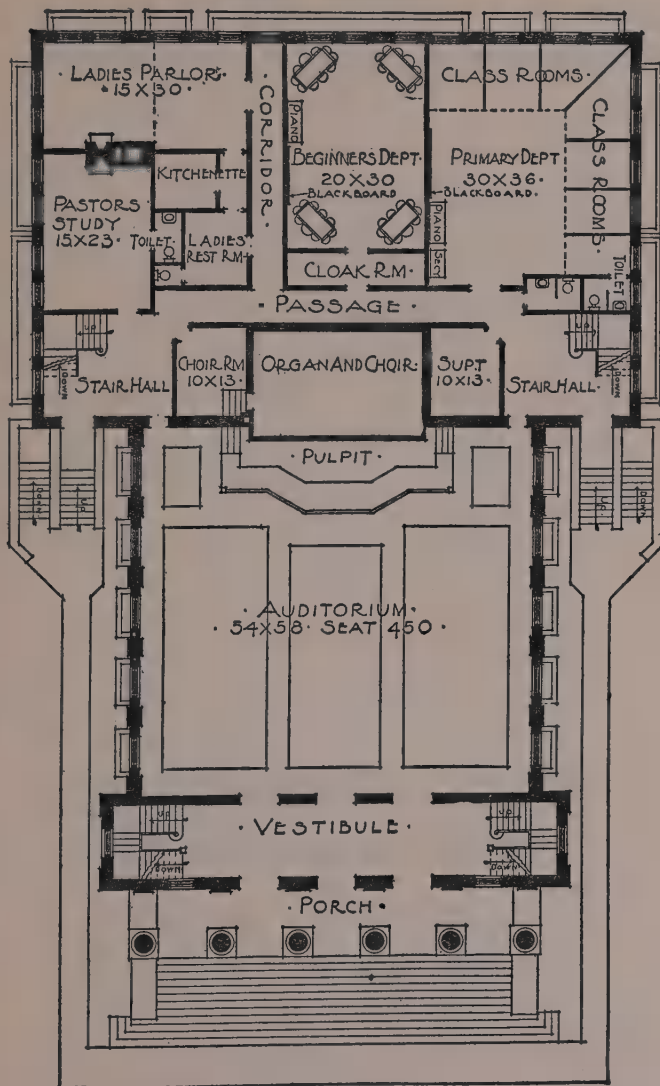 · LADIES PARLOR ·
· 15 X 30 ·
CORRIDOR ·
PIANO
BEGINNERS DEPT ·
20 X 30
BLACKBOARD
CLASS ROOMS ·
CLASS ROOMS ·
PRIMARY DEPT
30 X 36 ·
BLACKBOARD ·
PIANO
SECY
KITCHENETTE
PASTORS
STUDY
15 X 23 ·
TOILET ·
LADIES
REST RM ·
CLOAK RM ·
TOILET
· PASSAGE ·
UP
DOWN
STAIR HALL
CHOIR RM
10 X 13 ·
ORGAN AND CHOIR ·
SUPT
10 X 13 ·
STAIR HALL ·
UP
DOWN
· PULPIT ·
DOWN
UP
UP
DOWN
· AUDITORIUM ·
· 54 X 58 · SEAT 450 ·
UP
DOWN
· VESTIBULE ·
UP
DOWN
· PORCH ·